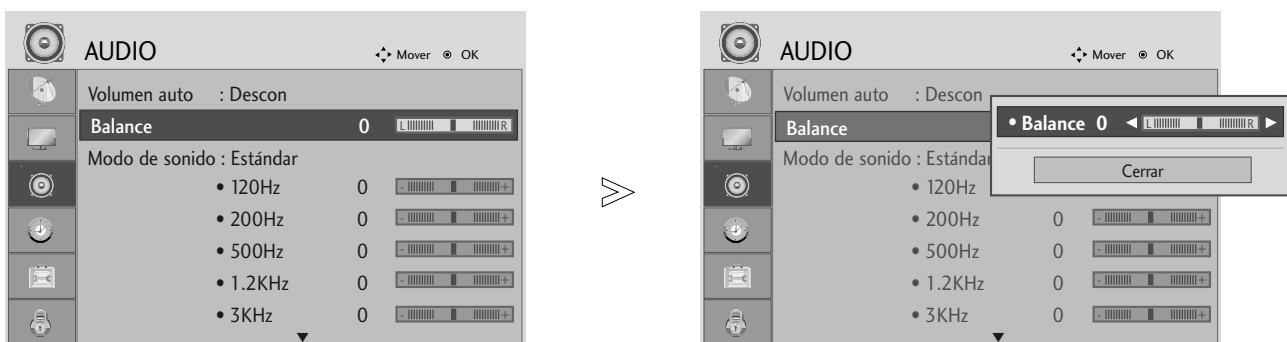 AUDIO
Mover OK
Volumen auto : Descon
Balance 0 L R
Modo de sonido : Estándar
• 120Hz 0 - +
• 200Hz 0 - +
• 500Hz 0 - +
• 1.2KHz 0 - +
• 3KHz 0 - +
AUDIO
Mover OK
Volumen auto : Descon
Balance
• Balance 0 L R
Cerrar
Modo de sonido : Estándar
• 120Hz
• 200Hz 0 - +
• 500Hz 0 - +
• 1.2KHz 0 - +
• 3KHz 0 - +